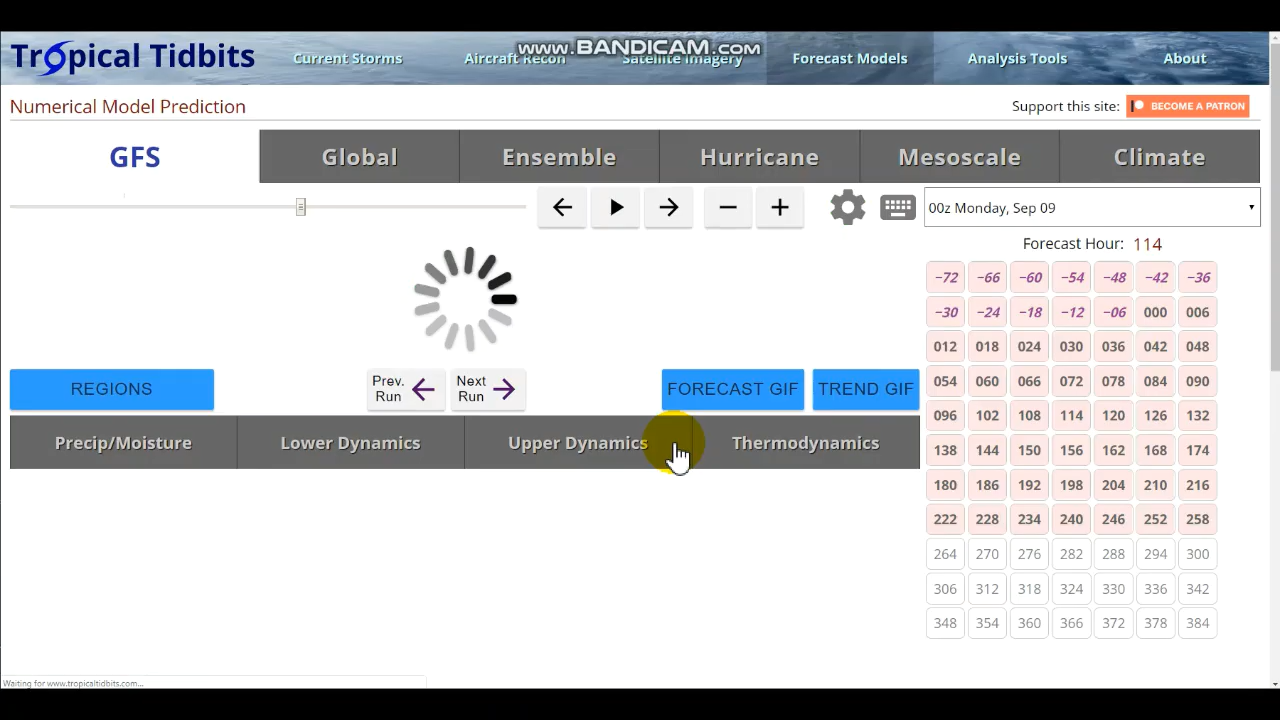 Tropical Tidbits
Current Storms
Aircraft Recon
Satellite Imagery
Forecast Models
Analysis Tools
About
www.BANDICAM.com
Numerical Model Prediction
Support this site:
BECOME A PATRON
GFS
Global
Ensemble
Hurricane
Mesoscale
Climate
00z Monday, Sep 09
Forecast Hour: 114
−72 −66 −60 −54 −48 −42 −36
−30 −24 −18 −12 −06 000 006
012 018 024 030 036 042 048
054 060 066 072 078 084 090
096 102 108 114 120 126 132
138 144 150 156 162 168 174
180 186 192 198 204 210 216
222 228 234 240 246 252 258
264 270 276 282 288 294 300
306 312 318 324 330 336 342
348 354 360 366 372 378 384
REGIONS
Prev.
Run
Next
Run
FORECAST GIF
TREND GIF
Precip/Moisture
Lower Dynamics
Upper Dynamics
Thermodynamics
Waiting for www.tropicaltidbits.com...